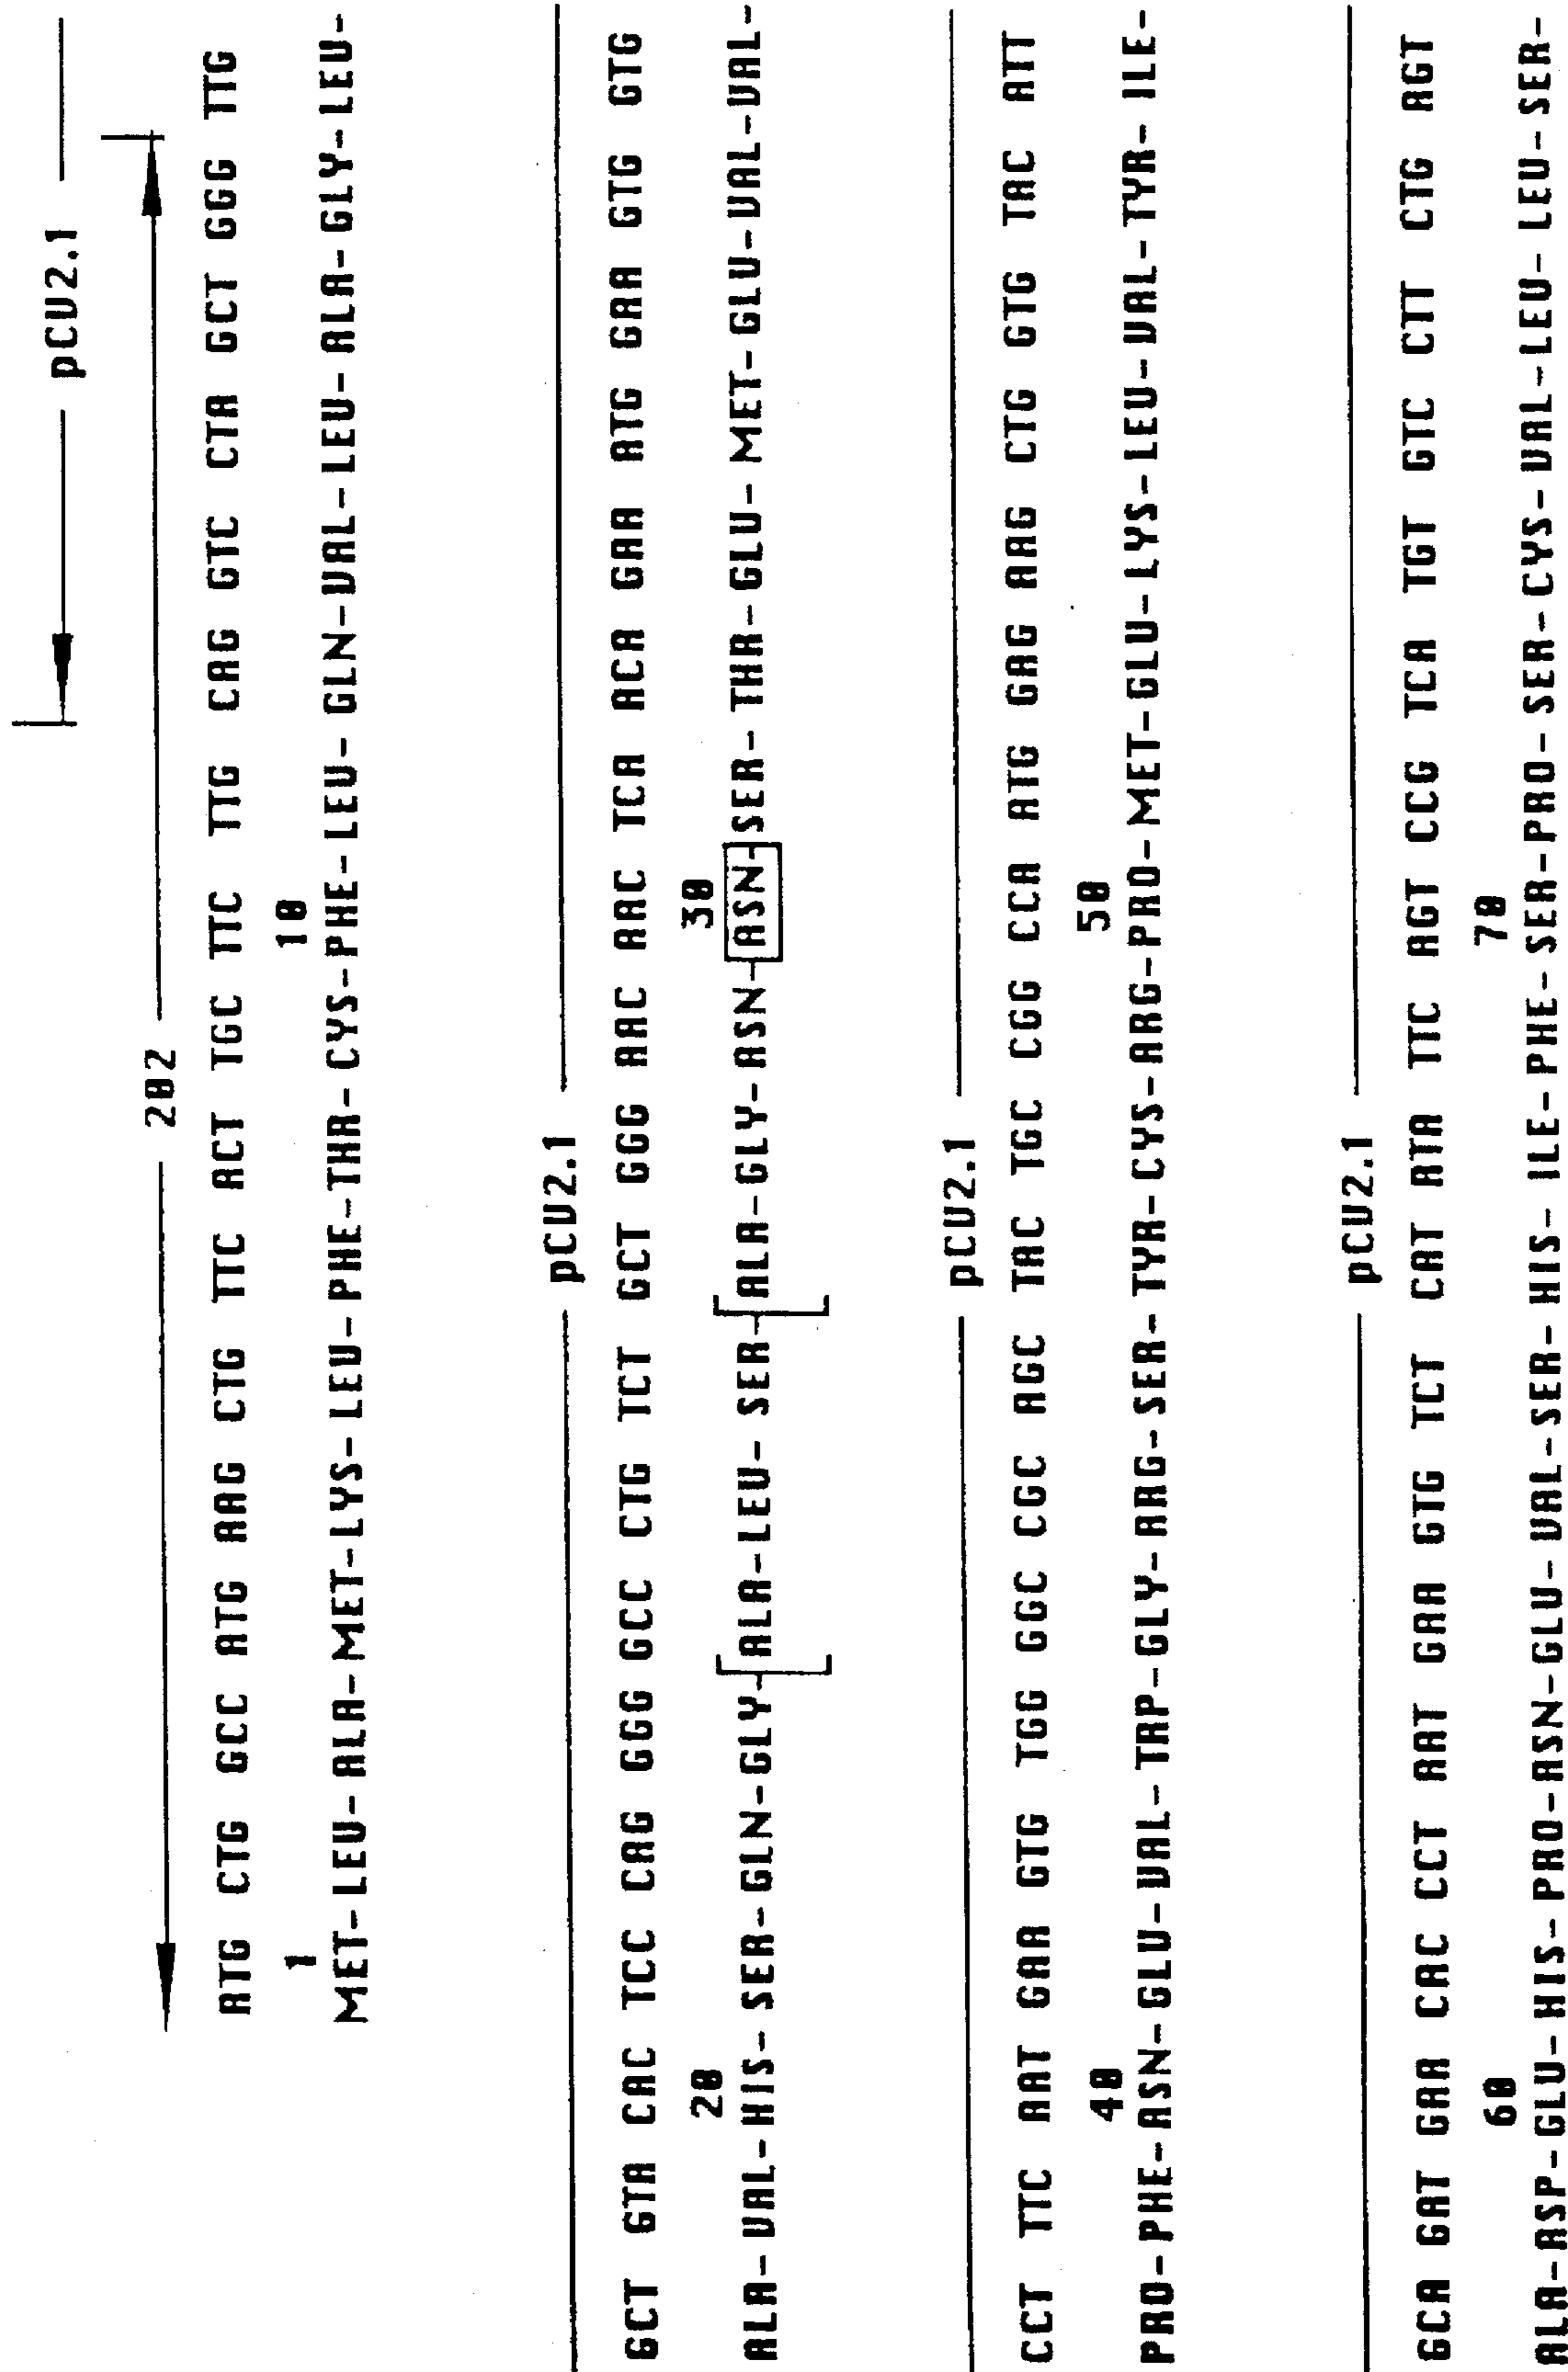 pCV2.1
202
ATG CTG GCC ATG AAG CTG TTC ACT TGC TTC TTG CAG GTC CTA GCT GGG TTG
1 10
MET-LEU-ALA-MET-LYS-LEU-PHE-THR-CYS-PHE-LEU-GLN-VAL-LEU-ALA-GLY-LEU-
pCV2.1
GCT GTA CAC TCC CAG GGG GCC CTG TCT GCT GGG AAC AAC TCA ACA GAA ATG GAA GTG GTG
20 30
ALA-VAL-HIS-SER-GLN-GLY-ALA-LEU-SER-ALA-GLY-ASN-ASN-SER-THR-GLU-MET-GLU-VAL-VAL-
pCV2.1
CCT TTC AAT GAA GTG TGG GGC CGC AGC TAC TGC CGG CCA ATG GAG AAG CTG GTG TAC ATT
40 50
PRO-PHE-ASN-GLU-VAL-TRP-GLY-ARG-SER-TYR-CYS-ARG-PRO-MET-GLU-LYS-LEU-VAL-TYR-ILE-
pCV2.1
GCA GAT GAA CAC CCT AAT GAA GTG TCT CAT ATA TTC AGT CCG TCA TGT GTC CTT CTG AGT
60 70
ALA-ASP-GLU-HIS-PRO-ASN-GLU-VAL-SER-HIS-ILE-PHE-SER-PRO-SER-CYS-VAL-LEU-LEU-SER-